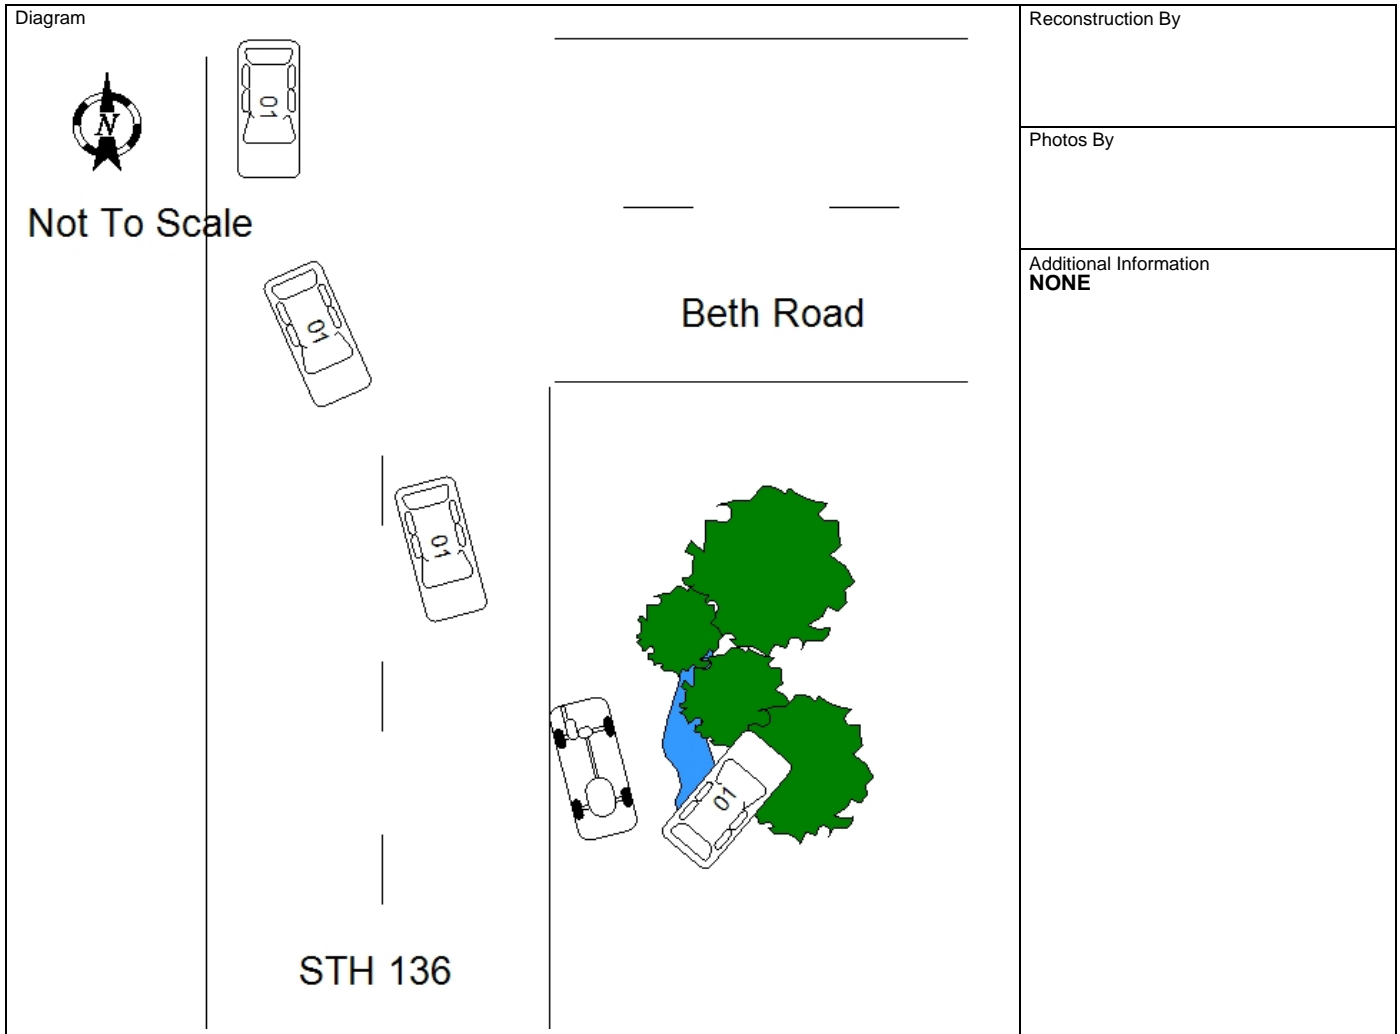 Diagram
N
Not To Scale
01
01
Beth Road
01
01
STH 136
Reconstruction By
Photos By
Additional Information
NONE